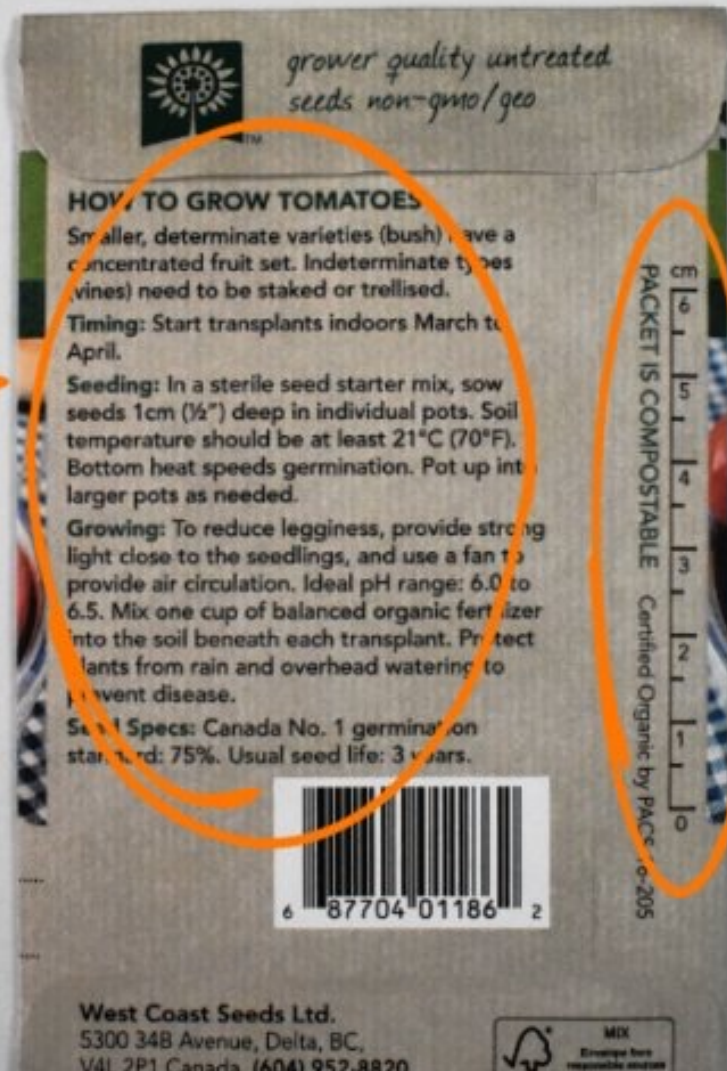 grower quality untreated
seeds non-gmo/geo
TM
HOW TO GROW TOMATOES
Smaller, determinate varieties (bush) have a
concentrated fruit set. Indeterminate types
(vines) need to be staked or trellised.
Timing: Start transplants indoors March to
April.
Seeding: In a sterile seed starter mix, sow
seeds 1cm (½") deep in individual pots. Soil
temperature should be at least 21°C (70°F).
Bottom heat speeds germination. Pot up into
larger pots as needed.
Growing: To reduce legginess, provide strong
light close to the seedlings, and use a fan to
provide air circulation. Ideal pH range: 6.0 to
6.5. Mix one cup of balanced organic fertilizer
into the soil beneath each transplant. Protect
plants from rain and overhead watering to
prevent disease.
Seed Specs: Canada No. 1 germination
standard: 75%. Usual seed life: 3 years.
6 87704 01186 2
West Coast Seeds Ltd.
5300 34B Avenue, Delta, BC,
V4L 2P1 Canada (604) 952-8820
MIX
cm 6 5 4 3 2 1 0
PACKET IS COMPOSTABLE Certified Organic by PACS 16-205